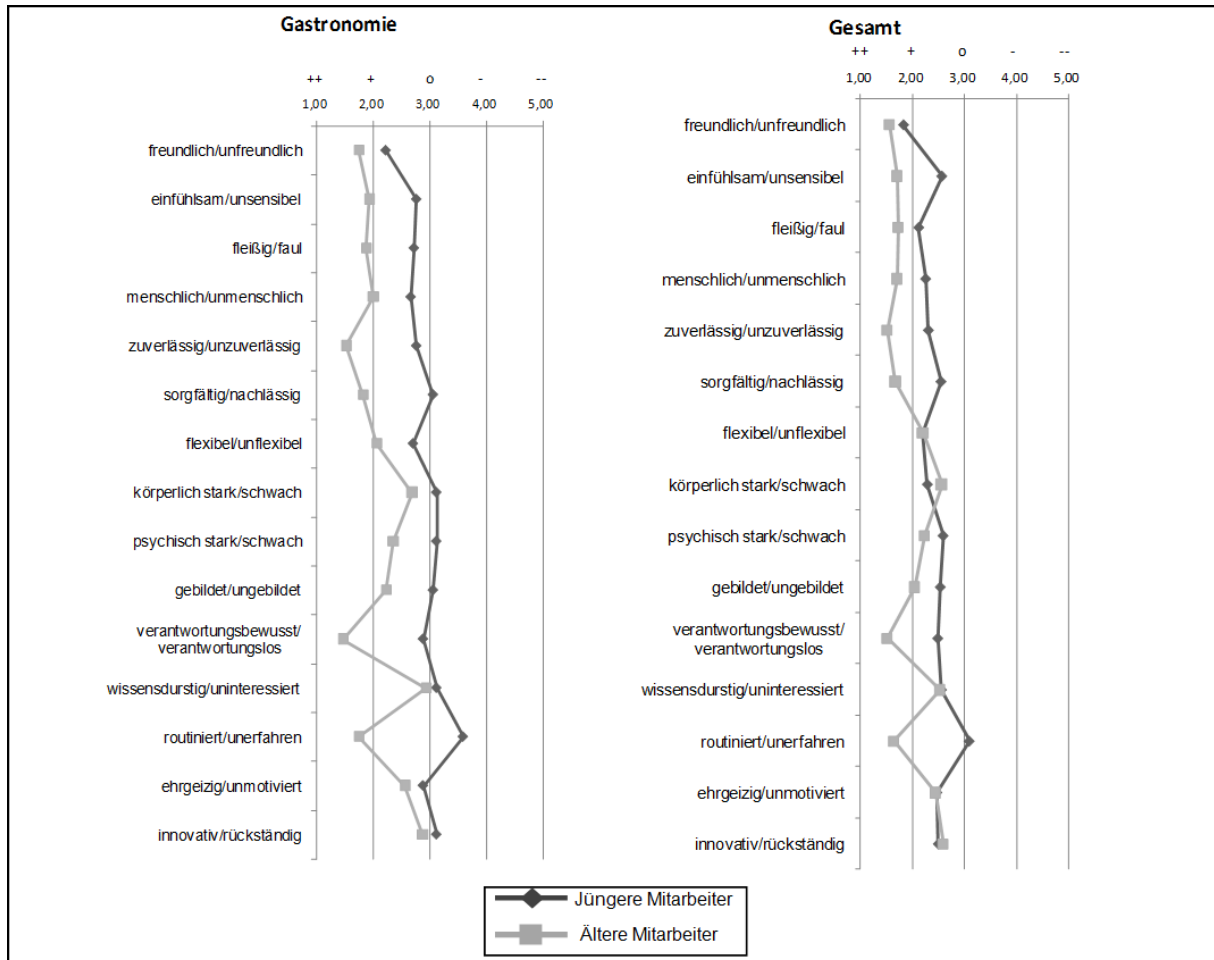 Gastronomie
++ + o - --
1,00 2,00 3,00 4,00 5,00
freundlich/unfreundlich
einfühlsam/unsensibel
fleißig/faul
menschlich/unmenschlich
zuverlässig/unzuverlässig
sorgfältig/nachlässig
flexibel/unflexibel
körperlich stark/schwach
psychisch stark/schwach
gebildet/ungebildet
verantwortungsbewusst/
verantwortungslos
wissensdurstig/uninteressiert
routiniert/unerfahren
ehrgeizig/unmotiviert
innovativ/rückständig
Gesamt
++ + o - --
1,00 2,00 3,00 4,00 5,00
freundlich/unfreundlich
einfühlsam/unsensibel
fleißig/faul
menschlich/unmenschlich
zuverlässig/unzuverlässig
sorgfältig/nachlässig
flexibel/unflexibel
körperlich stark/schwach
psychisch stark/schwach
gebildet/ungebildet
verantwortungsbewusst/
verantwortungslos
wissensdurstig/uninteressiert
routiniert/unerfahren
ehrgeizig/unmotiviert
innovativ/rückständig
Jüngere Mitarbeiter
Ältere Mitarbeiter